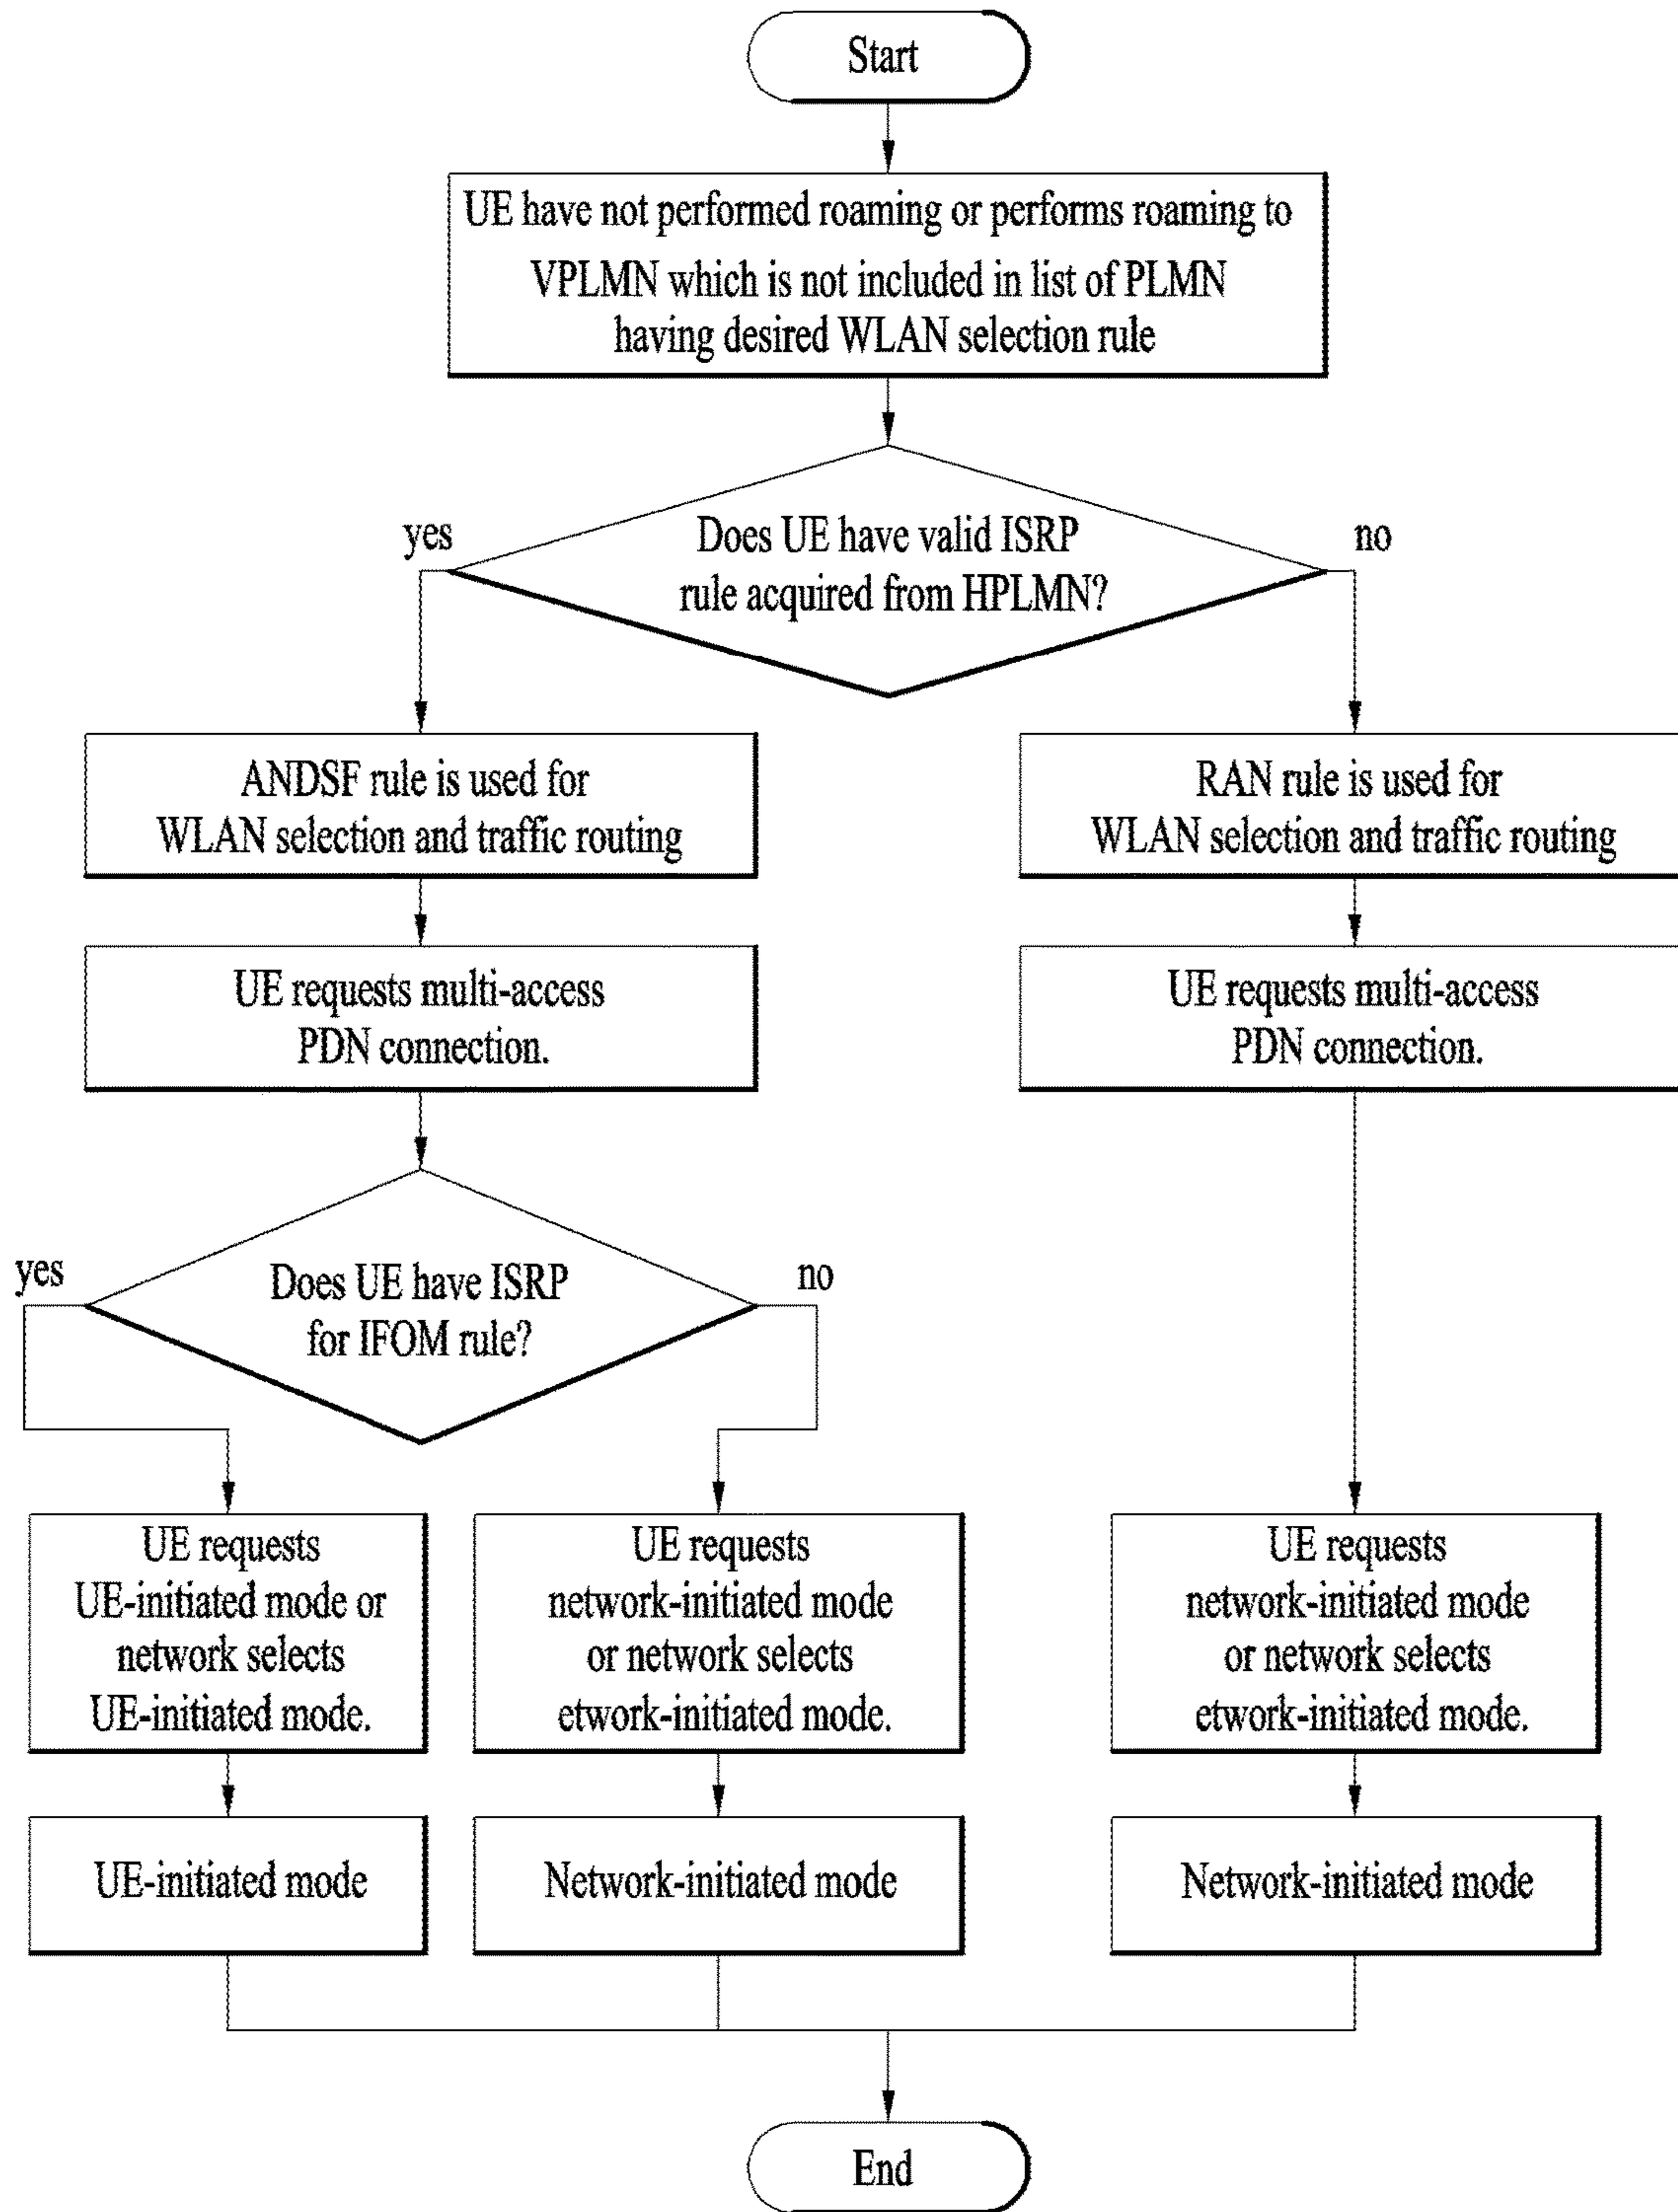 Start
UE have not performed roaming or performs roaming to
VPLMN which is not included in list of PLMN
having desired WLAN selection rule
yes
Does UE have valid ISRP
rule acquired from HPLMN?
no
ANDSF rule is used for
WLAN selection and traffic routing
RAN rule is used for
WLAN selection and traffic routing
UE requests multi-access
PDN connection.
UE requests multi-access
PDN connection.
yes
Does UE have ISRP
for IFOM rule?
no
UE requests
UE-initiated mode or
network selects
UE-initiated mode.
UE requests
network-initiated mode
or network selects
etwork-initiated mode.
UE requests
network-initiated mode
or network selects
etwork-initiated mode.
UE-initiated mode
Network-initiated mode
Network-initiated mode
End